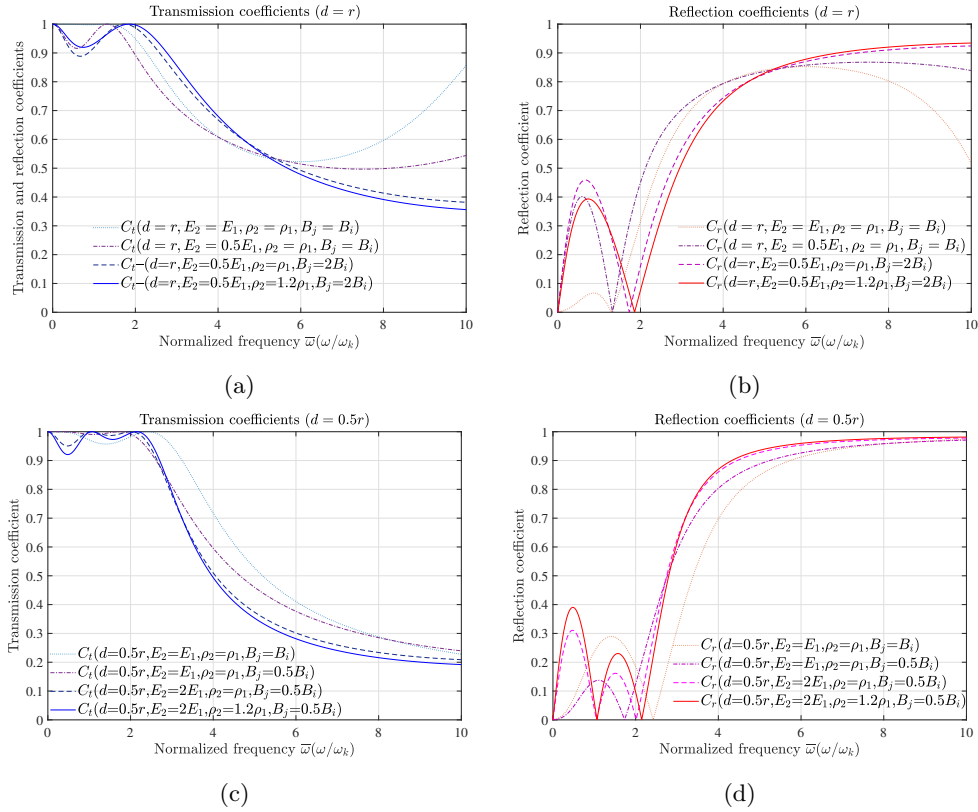 Transmission coefficients (d = r)
Transmission and reflection coefficients
1
0.9
0.8
0.7
0.6
0.5
0.4
0.3
0.2
0.1
0
C_t(d = r, E_2 = E_1, ρ_2 = ρ_1, B_j = B_i)
C_t(d = r, E_2 = 0.5E_1, ρ_2 = ρ_1, B_j = B_i)
C_t−(d=r,E_2=0.5E_1,ρ_2=ρ_1,B_j=2B_i)
C_t−(d=r,E_2=0.5E_1,ρ_2=1.2ρ_1,B_j=2B_i)
0 2 4 6 8 10
Normalized frequency ω̅(ω/ω_k)
(a)
Reflection coefficients (d = r)
Reflection coefficient
1
0.9
0.8
0.7
0.6
0.5
0.4
0.3
0.2
0.1
0
C_r(d = r, E_2 = E_1, ρ_2 = ρ_1, B_j = B_i)
C_r(d = r, E_2 = 0.5E_1, ρ_2 = ρ_1, B_j = B_i)
C_r(d=r,E_2=0.5E_1,ρ_2=ρ_1,B_j=2B_i)
C_r(d=r,E_2=0.5E_1,ρ_2=1.2ρ_1,B_j=2B_i)
0 2 4 6 8 10
Normalized frequency ω̅(ω/ω_k)
(b)
Transmission coefficients (d = 0.5r)
Transmission coefficient
1
0.9
0.8
0.7
0.6
0.5
0.4
0.3
0.2
0.1
0
C_t(d=0.5r,E_2=E_1,ρ_2=ρ_1,B_j=B_i)
C_t(d=0.5r,E_2=E_1,ρ_2=ρ_1,B_j=0.5B_i)
C_t(d=0.5r,E_2=2E_1,ρ_2=ρ_1,B_j=0.5B_i)
C_t(d=0.5r,E_2=2E_1,ρ_2=1.2ρ_1,B_j=0.5B_i)
0 2 4 6 8 10
Normalized frequency ω̅(ω/ω_k)
(c)
Reflection coefficients (d = 0.5r)
Reflection coefficient
1
0.9
0.8
0.7
0.6
0.5
0.4
0.3
0.2
0.1
0
C_r(d=0.5r,E_2=E_1,ρ_2=ρ_1,B_j=B_i)
C_r(d=0.5r,E_2=E_1,ρ_2=ρ_1,B_j=0.5B_i)
C_r(d=0.5r,E_2=2E_1,ρ_2=ρ_1,B_j=0.5B_i)
C_r(d=0.5r,E_2=2E_1,ρ_2=1.2ρ_1,B_j=0.5B_i)
0 2 4 6 8 10
Normalized frequency ω̅(ω/ω_k)
(d)